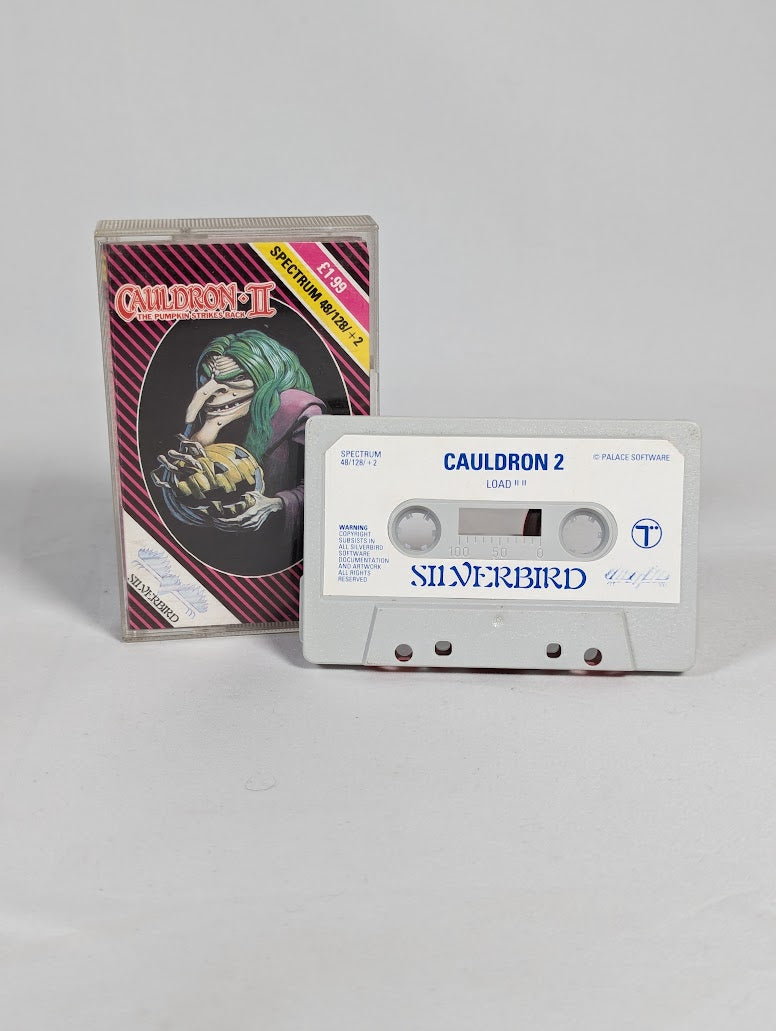 CAULDRON·II
THE PUMPKIN STRIKES BACK
£1·99
SPECTRUM 48/128/+2
SILVERBIRD
SPECTRUM
48/128/+2
CAULDRON 2
LOAD " "
© PALACE SOFTWARE
WARNING
COPYRIGHT
SUBSISTS IN
ALL SILVERBIRD
SOFTWARE
DOCUMENTATION
AND ARTWORK
ALL RIGHTS
RESERVED
100 50 0
SILVERBIRD